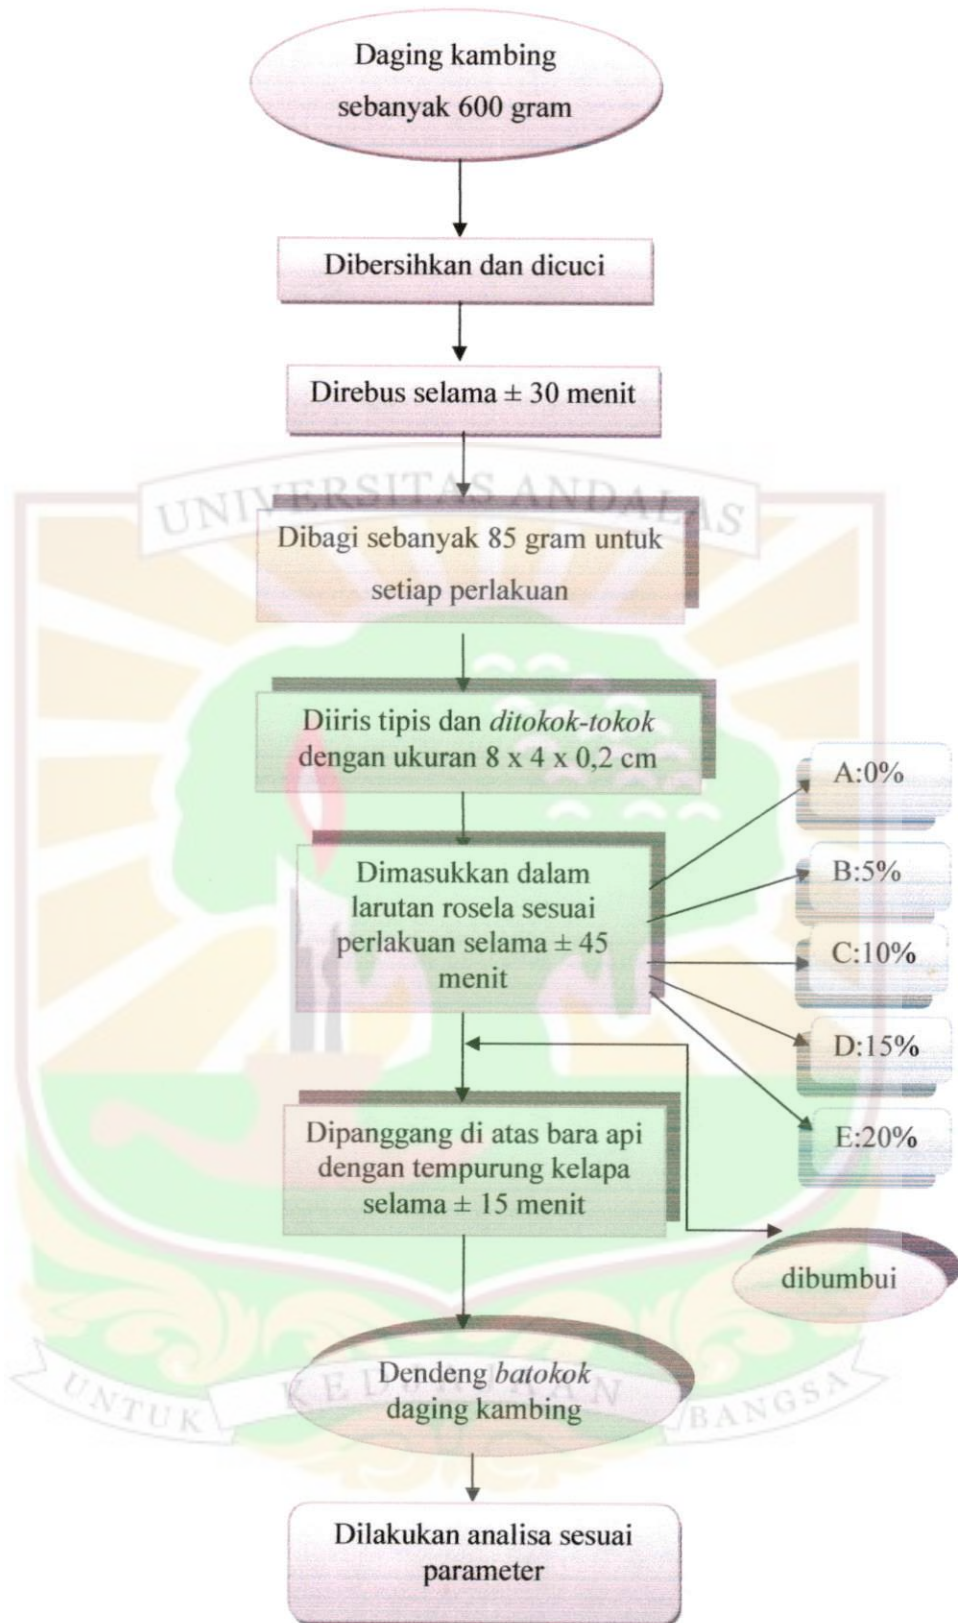 Daging kambing
sebanyak 600 gram
Dibersihkan dan dicuci
Direbus selama ± 30 menit
UNIVERSITAS ANDALAS
Dibagi sebanyak 85 gram untuk
setiap perlakuan
Diiris tipis dan ditokok-tokok
dengan ukuran 8 x 4 x 0,2 cm
Dimasukkan dalam
larutan rosela sesuai
perlakuan selama ± 45
menit
A:0%
B:5%
C:10%
D:15%
E:20%
Dipanggang di atas bara api
dengan tempurung kelapa
selama ± 15 menit
dibumbui
Dendeng batokok
daging kambing
UNTUK KEDJAJAAN BANGSA
Dilakukan analisa sesuai
parameter